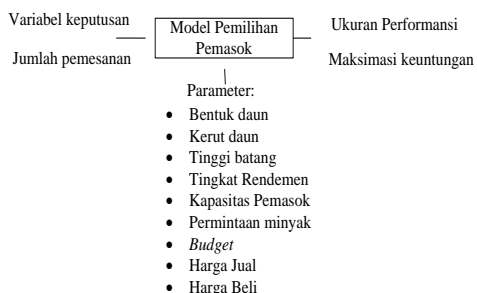 Variabel keputusan
Jumlah pemesanan
Model Pemilihan
Pemasok
Ukuran Performansi
Maksimasi keuntungan
Parameter:
• Bentuk daun
• Kerut daun
• Tinggi batang
• Tingkat Rendemen
• Kapasitas Pemasok
• Permintaan minyak
• Budget
• Harga Jual
• Harga Beli